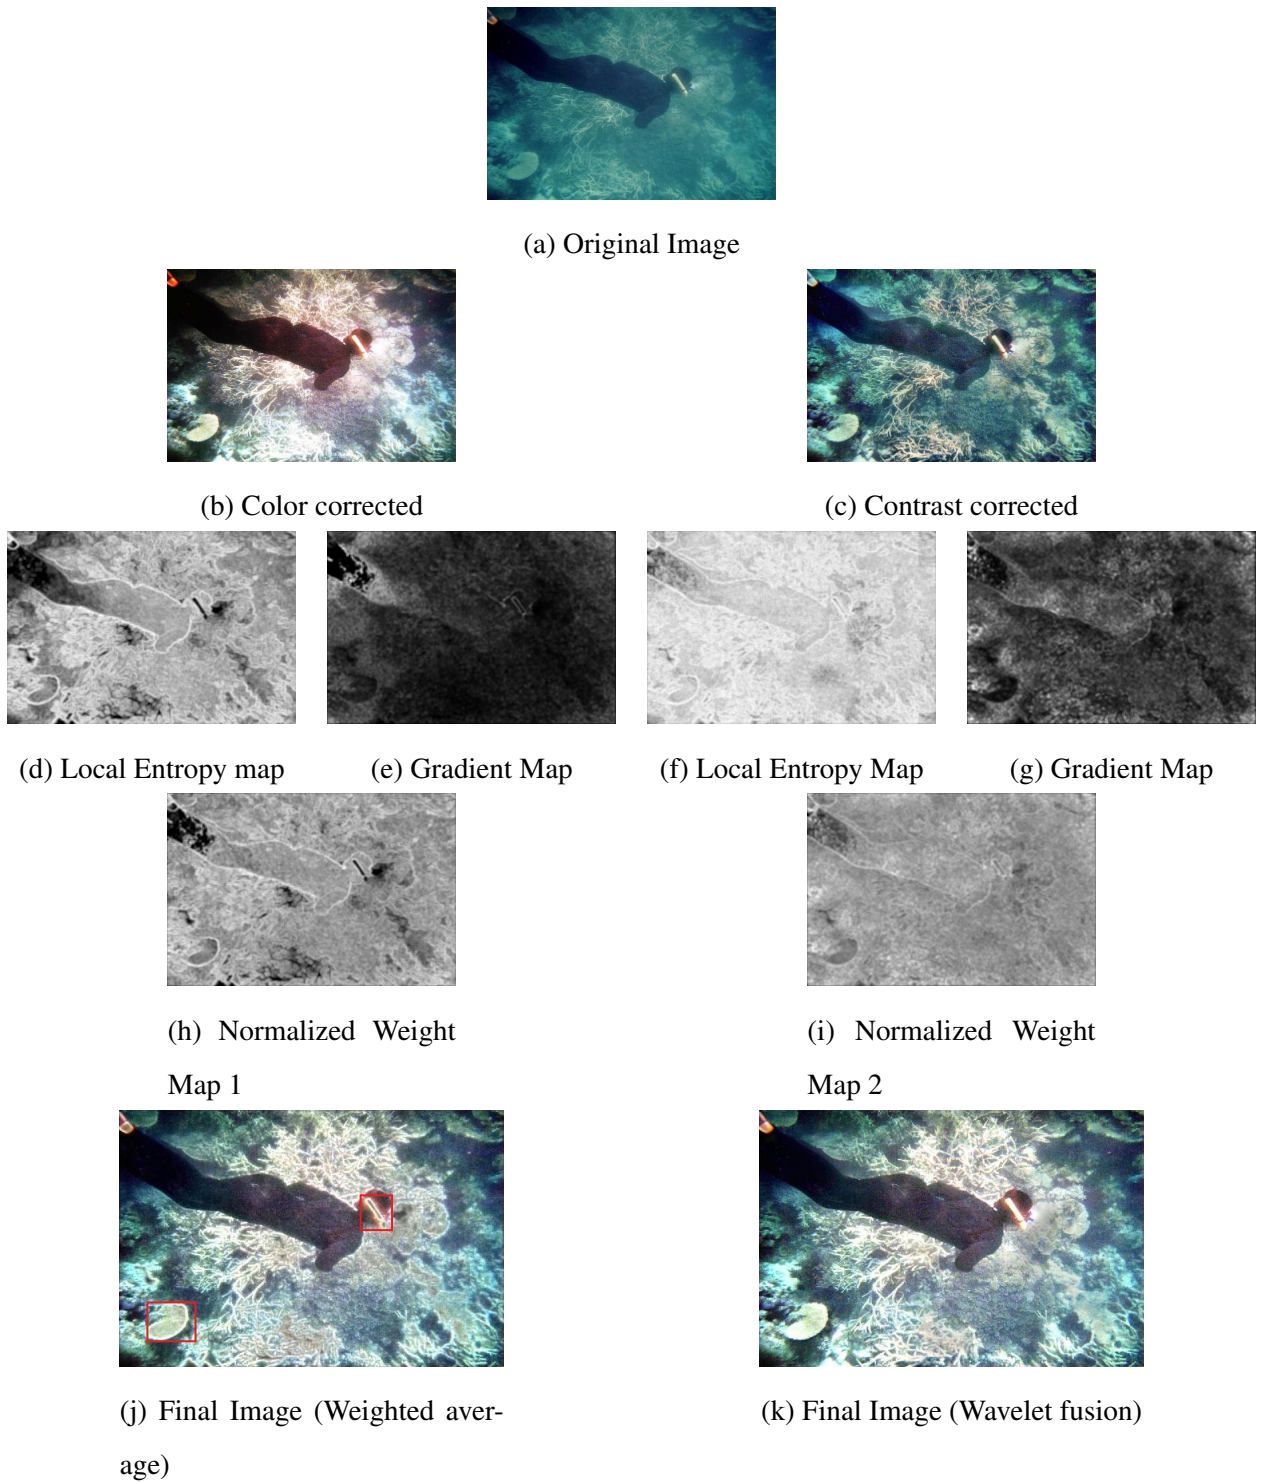 (a) Original Image
(b) Color corrected
(c) Contrast corrected
(d) Local Entropy map
(e) Gradient Map
(f) Local Entropy Map
(g) Gradient Map
(h) Normalized Weight
Map 1
(i) Normalized Weight
Map 2
(j) Final Image (Weighted aver-
age)
(k) Final Image (Wavelet fusion)